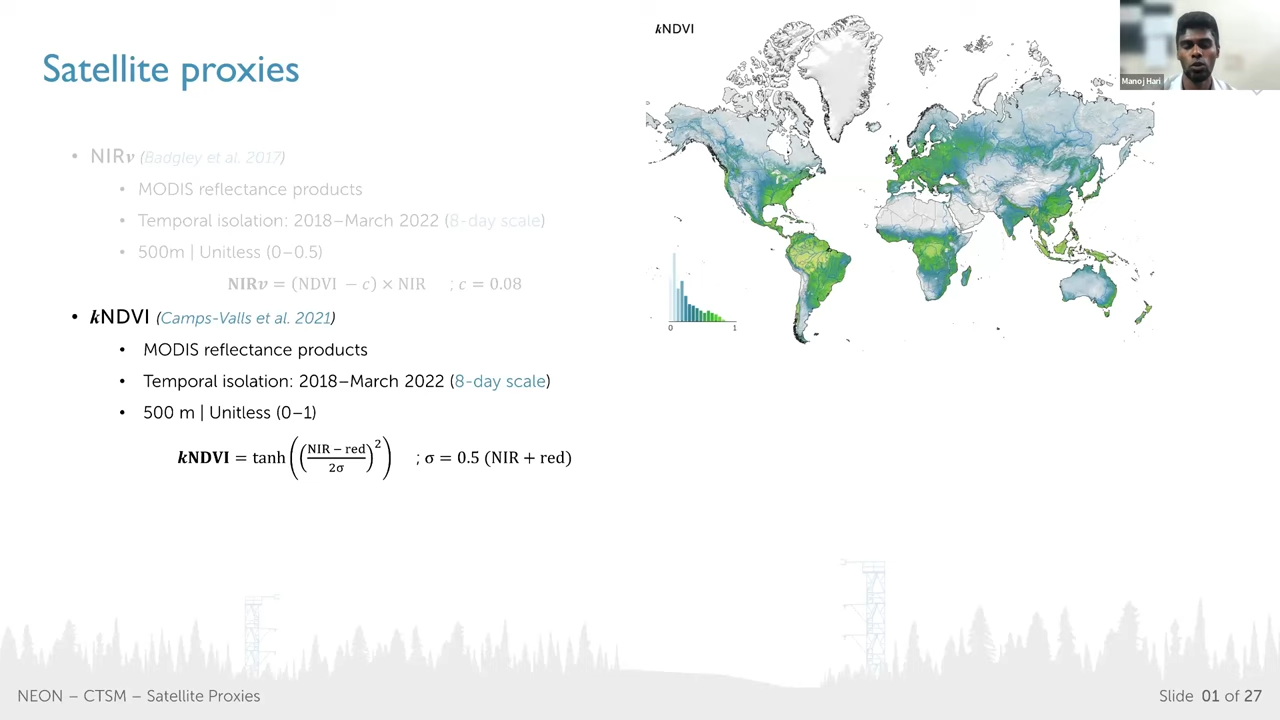 Satellite proxies
• NIRv (Badgley et al. 2017)
• MODIS reflectance products
• Temporal isolation: 2018–March 2022 (8-day scale)
• 500m | Unitless (0–0.5)
NIRv = (NDVI − c) × NIR ; c = 0.08
• kNDVI (Camps-Valls et al. 2021)
• MODIS reflectance products
• Temporal isolation: 2018–March 2022 (8-day scale)
• 500 m | Unitless (0–1)
kNDVI = tanh((NIR − red / 2σ)²) ; σ = 0.5 (NIR + red)
kNDVI
0 1
Manoj Hari
NEON – CTSM – Satellite Proxies
Slide 01 of 27